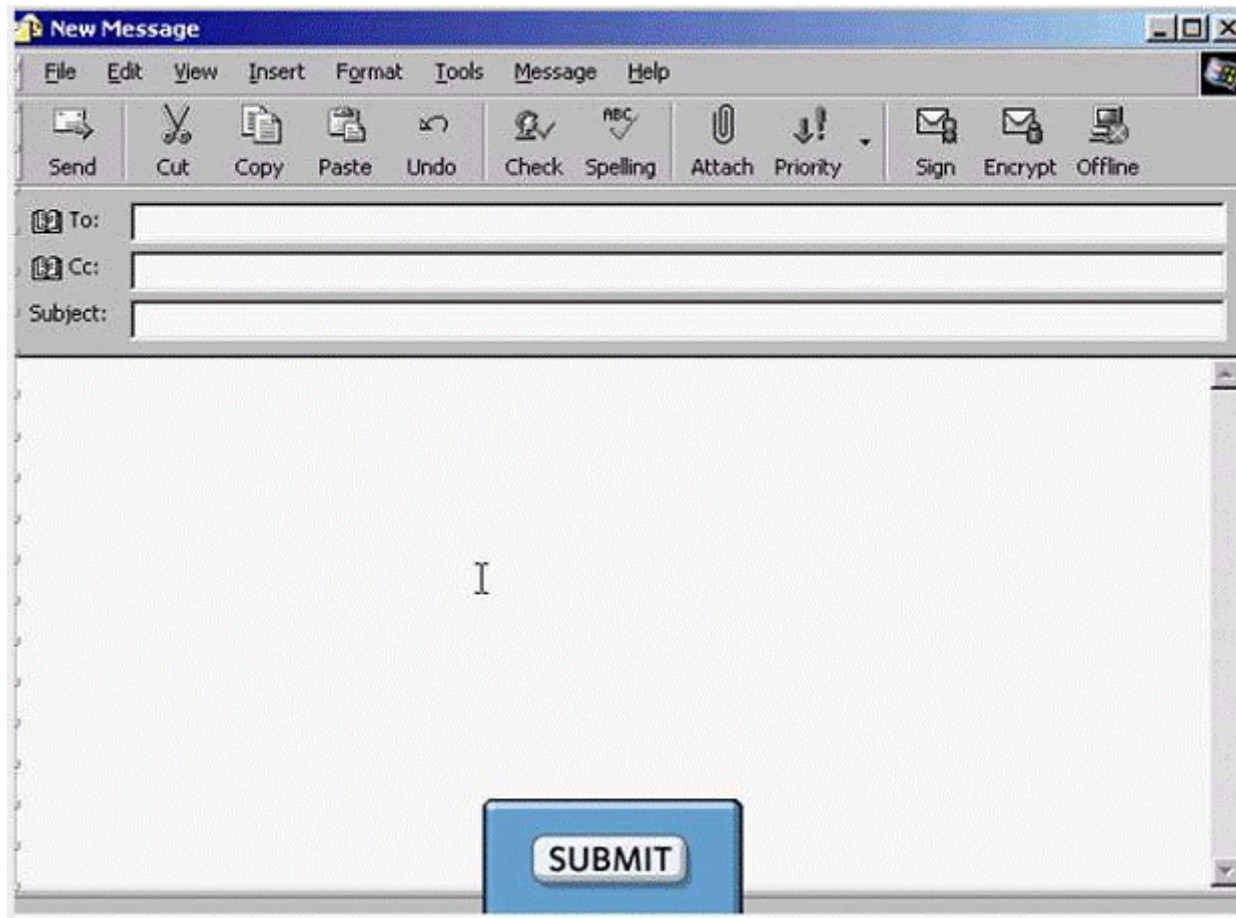 New Message
File Edit View Insert Format Tools Message Help
ABC
Send Cut Copy Paste Undo Check Spelling Attach Priority Sign Encrypt Offline
To:
Cc:
Subject:
SUBMIT